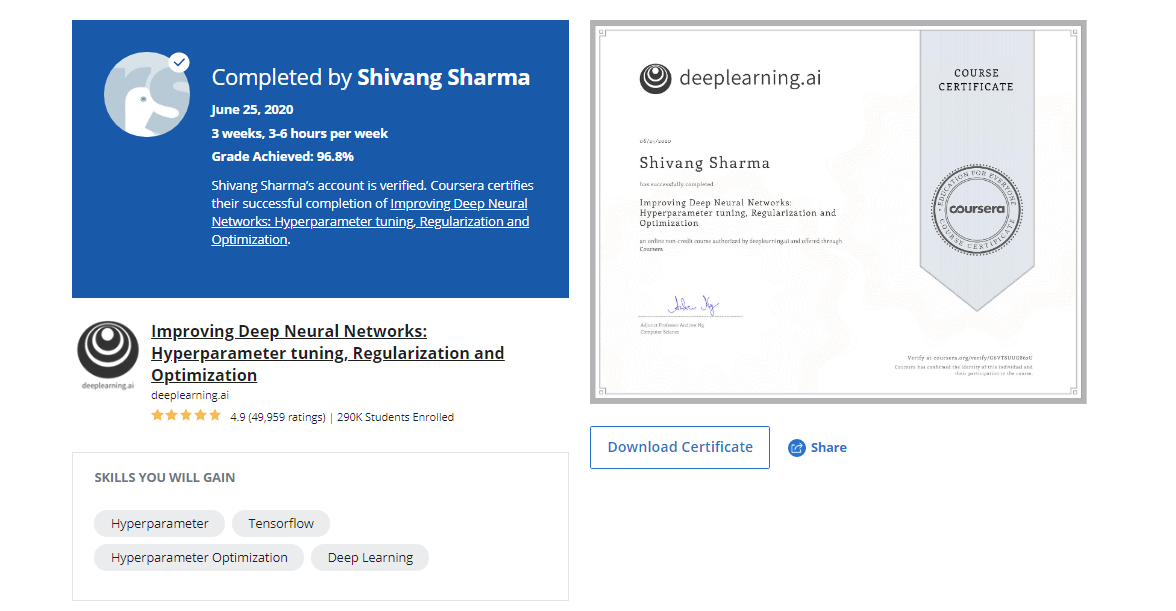 Completed by Shivang Sharma
June 25, 2020
3 weeks, 3-6 hours per week
Grade Achieved: 96.8%
Shivang Sharma's account is verified. Coursera certifies
their successful completion of Improving Deep Neural
Networks: Hyperparameter tuning, Regularization and
Optimization.
deeplearning.ai
Improving Deep Neural Networks:
Hyperparameter tuning, Regularization and
Optimization
deeplearning.ai
4.9 (49,959 ratings) | 290K Students Enrolled
SKILLS YOU WILL GAIN
Hyperparameter
Tensorflow
Hyperparameter Optimization
Deep Learning
deeplearning.ai
COURSE
CERTIFICATE
06/25/2020
Shivang Sharma
has successfully completed
Improving Deep Neural Networks:
Hyperparameter tuning, Regularization and
Optimization
an online non-credit course authorized by deeplearning.ai and offered through
Coursera
EDUCATION FOR EVERYONE
coursera
COURSE CERTIFICATE
Adjunct Professor Andrew Ng
Computer Science
Verify at
Coursera has confirmed the identity of this individual and
their participation in the course.
Download Certificate
Share